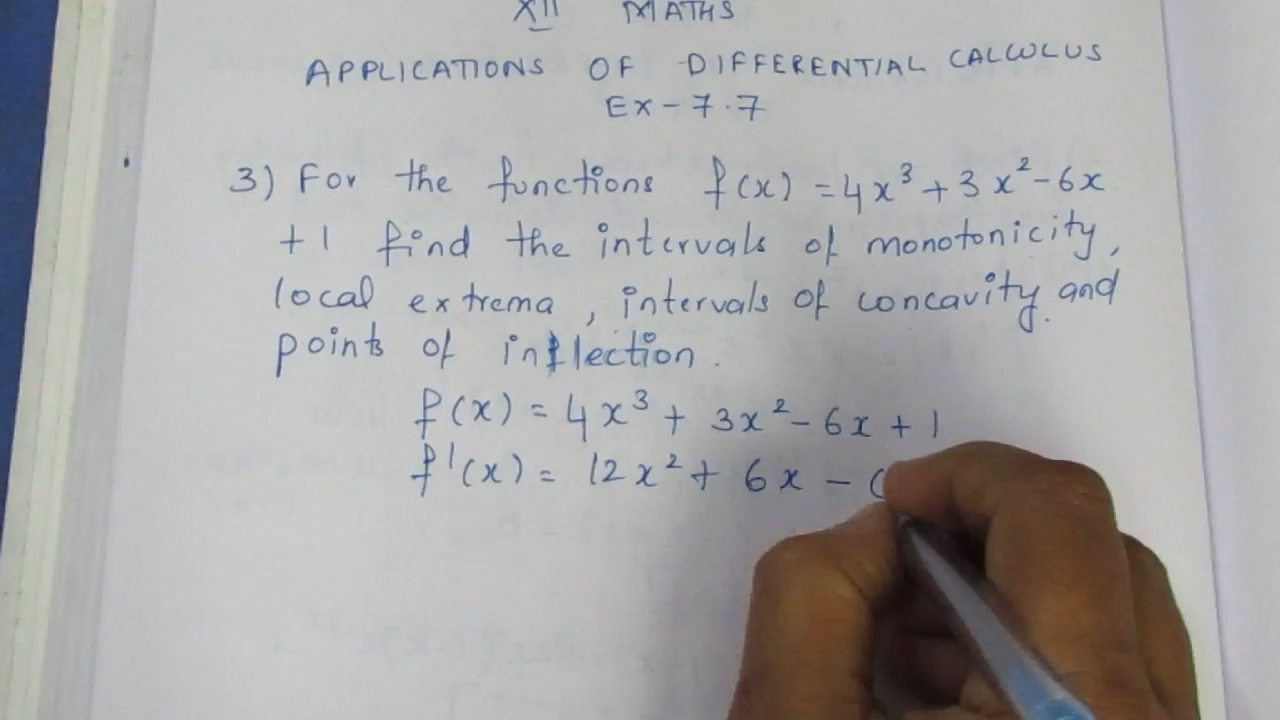 XII MATHS
APPLICATIONS OF DIFFERENTIAL CALCULUS
Ex - 7.7
3) For the functions f(x) = 4x³ + 3x² - 6x
+1 find the intervals of monotonicity,
local extrema, intervals of concavity and
points of inflection.
f(x) = 4x³ + 3x² - 6x + 1
f'(x) = 12x² + 6x -